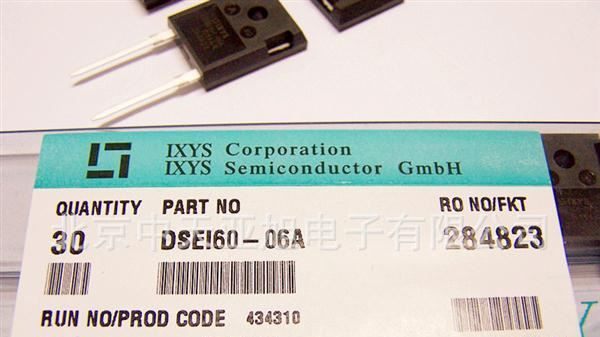 IXYS Corporation
IXYS Semiconductor GmbH
QUANTITY PART NO RO NO/FKT
30 DSEI60-06A 284823
RUN NO/PROD CODE 434310